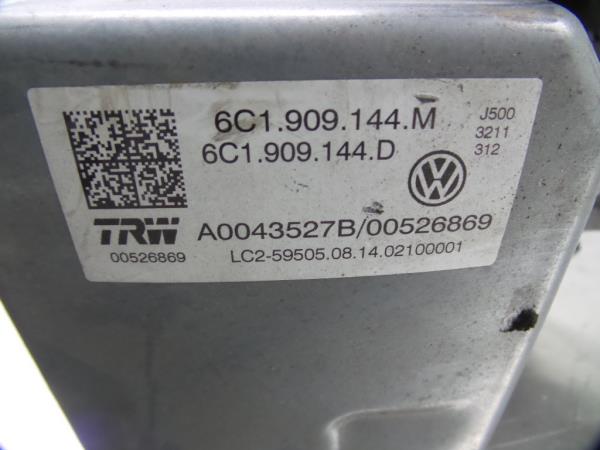 6C1.909.144.M
6C1.909.144.D
J500
3211
312
TRW
A0043527B/00526869
00526869
LC2-59505.08.14.02100001